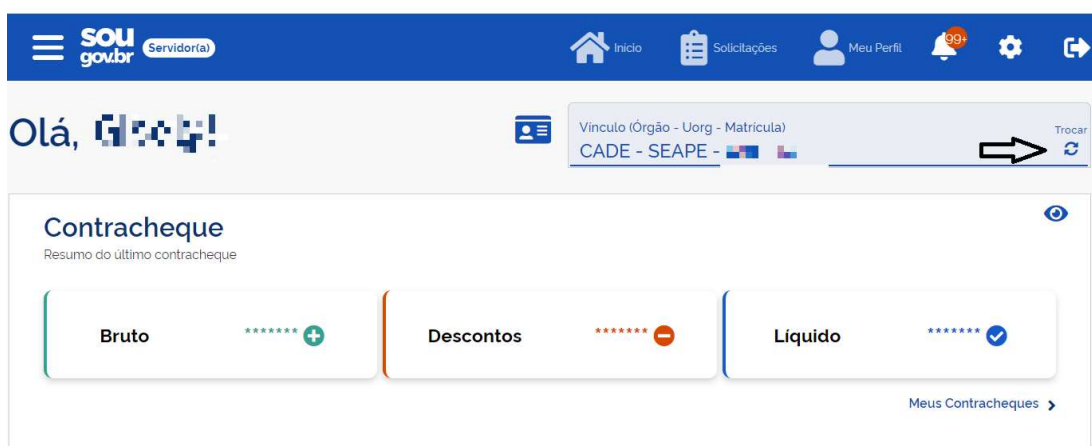 sou
gov.br
Servidor(a)
Início
Solicitações
Meu Perfil
99+
Olá,
Vínculo (Órgão - Uorg - Matrícula)
CADE - SEAPE -
Trocar
Contracheque
Resumo do último contracheque
Bruto *******
Descontos *******
Líquido *******
Meus Contracheques